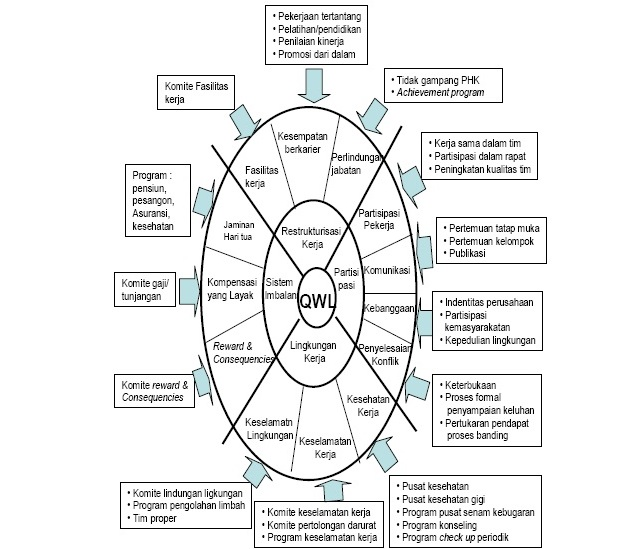 • Pekerjaan tertantang
• Pelatihan/pendidikan
• Penilaian kinerja
• Promosi dari dalam
Komite Fasilitas
kerja
• Tidak gampang PHK
• Achievement program
Kesempatan
berkarier
Perlindungan
jabatan
• Kerja sama dalam tim
• Partisipasi dalam rapat
• Peningkatan kualitas tim
Fasilitas
kerja
Program :
pensiun,
pesangon,
Asuransi,
kesehatan
Jaminan
Hari tua
Restrukturisasi
Kerja
Partisipasi
Pekerja
• Pertemuan tatap muka
• Pertemuan kelompok
• Publikasi
Komite gaji/
tunjangan
Kompensasi
yang Layak
Sistem
Imbalan
QWL
Partisi
pasi
Komunikasi
Kebanggaan
• Indentitas perusahaan
• Partisipasi
kemasyarakatan
• Kepedulian lingkungan
Reward &
Consequencies
Lingkungan
Kerja
Penyelesaian
Konflik
Komite reward &
Consequencies
• Keterbukaan
• Proses formal
penyampaian keluhan
• Pertukaran pendapat
proses banding
Keselamatn
Lingkungan
Keselamatan
Kerja
Kesehatan
Kerja
• Komite lindungan ligkungan
• Program pengolahan limbah
• Tim proper
• Komite keselamatan kerja
• Komite pertolongan darurat
• Program keselamatan kerja
• Pusat kesehatan
• Pusat kesehatan gigi
• Program pusat senam kebugaran
• Program konseling
• Program check up periodik